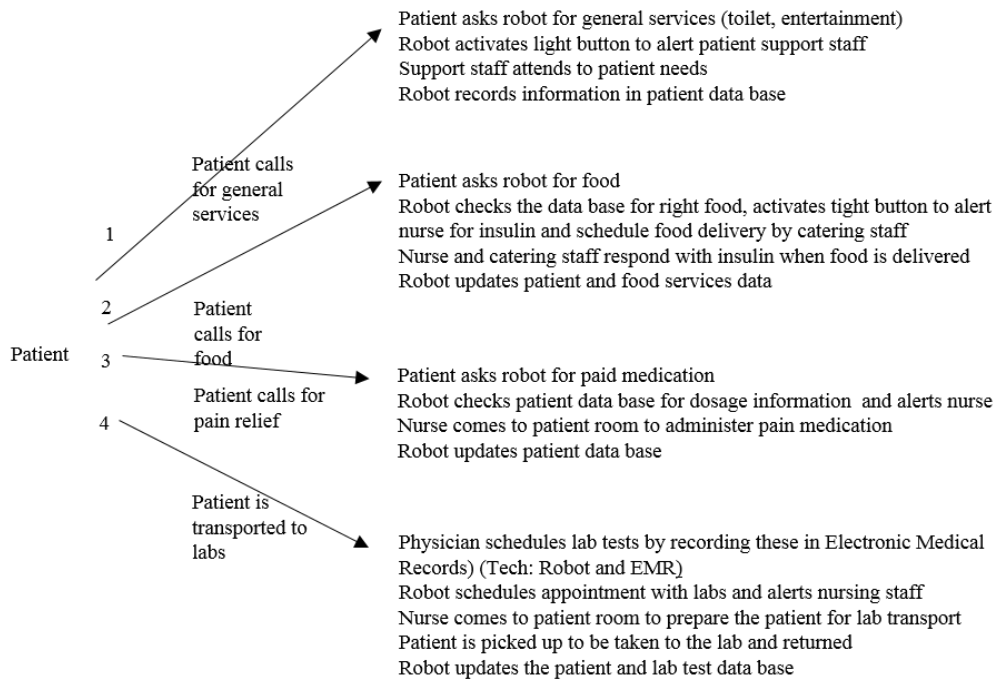 Patient asks robot for general services (toilet, entertainment)
Robot activates light button to alert patient support staff
Support staff attends to patient needs
Robot records information in patient data base
Patient calls
for general
services
1
Patient asks robot for food
Robot checks the data base for right food, activates tight button to alert
nurse for insulin and schedule food delivery by catering staff
Nurse and catering staff respond with insulin when food is delivered
Robot updates patient and food services data
2
Patient
calls for
food
Patient
3
Patient asks robot for paid medication
Robot checks patient data base for dosage information and alerts nurse
Nurse comes to patient room to administer pain medication
Robot updates patient data base
Patient calls for
pain relief
4
Patient is
transported to
labs
Physician schedules lab tests by recording these in Electronic Medical
Records) (Tech: Robot and EMR)
Robot schedules appointment with labs and alerts nursing staff
Nurse comes to patient room to prepare the patient for lab transport
Patient is picked up to be taken to the lab and returned
Robot updates the patient and lab test data base